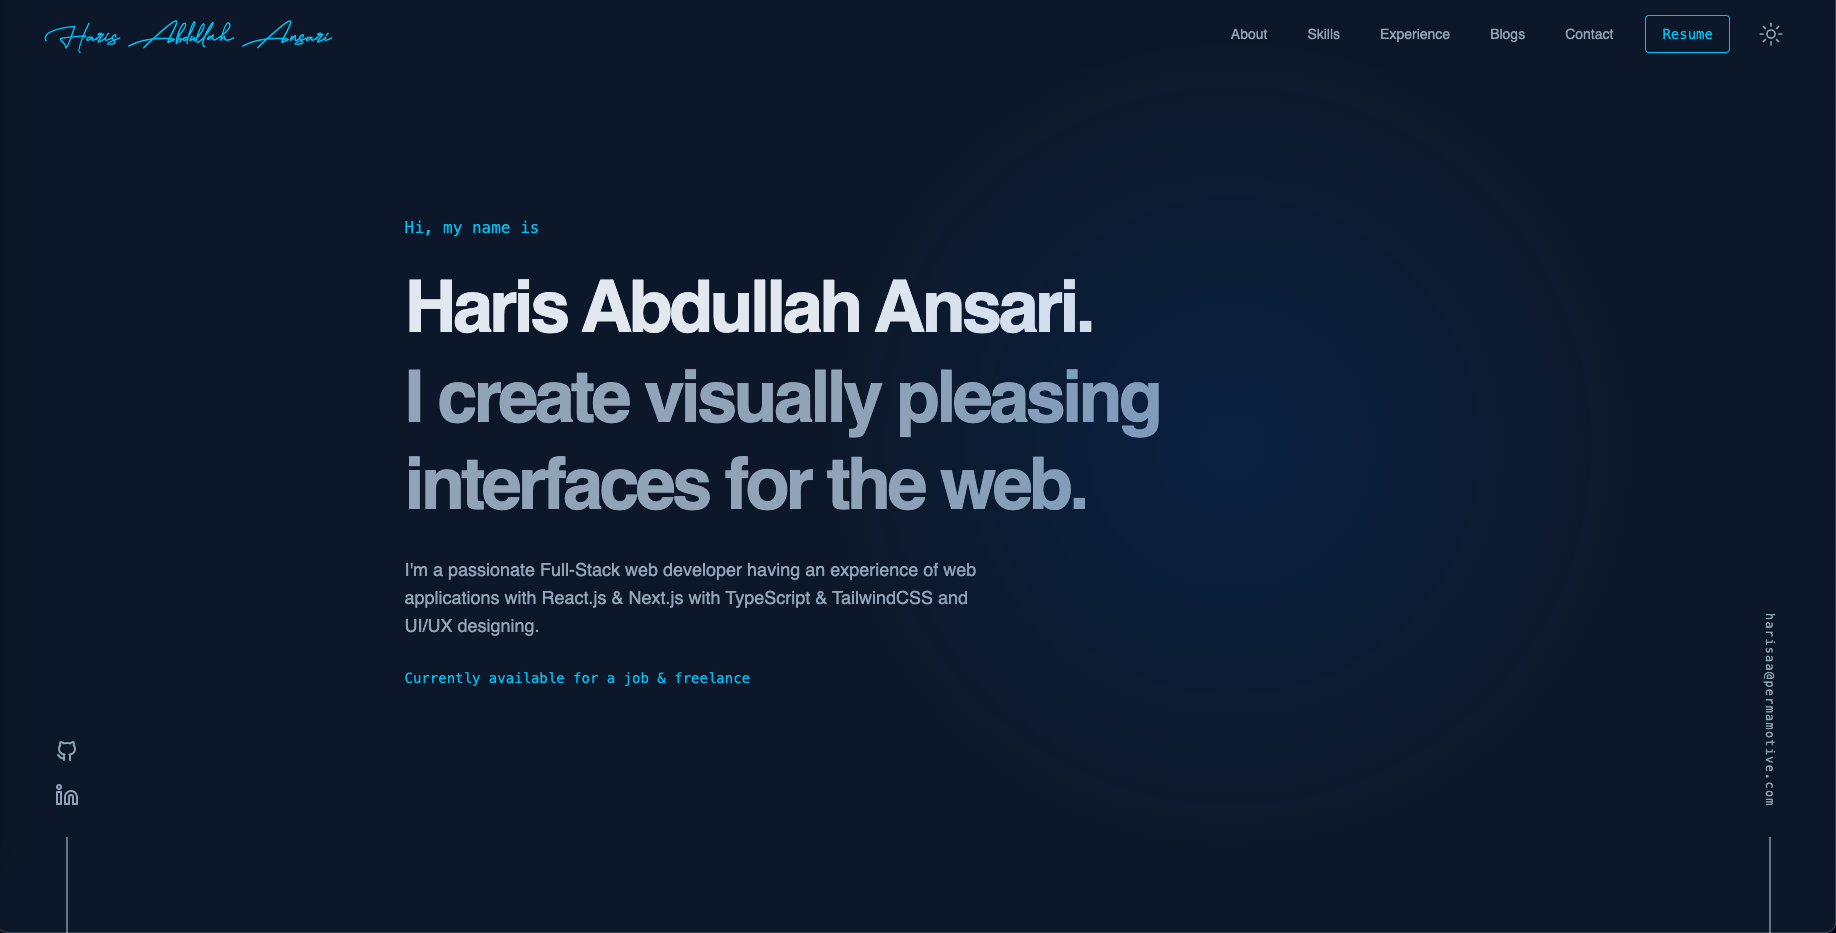 Haris Abdullah Ansari
About Skills Experience Blogs Contact Resume
Hi, my name is
Haris Abdullah Ansari.
I create visually pleasing
interfaces for the web.
I'm a passionate Full-Stack web developer having an experience of web
applications with React.js & Next.js with TypeScript & TailwindCSS and
UI/UX designing.
Currently available for a job & freelance
harisaa@permamotive.com